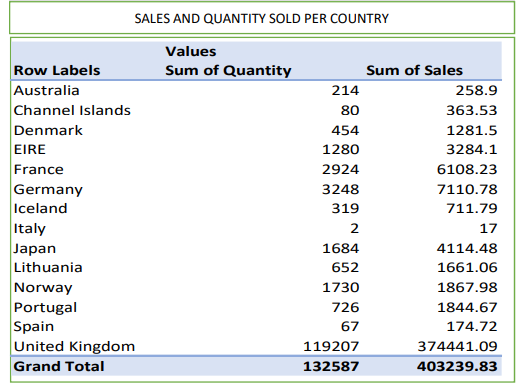 SALES AND QUANTITY SOLD PER COUNTRY
Values
Row Labels Sum of Quantity Sum of Sales
Australia 214 258.9
Channel Islands 80 363.53
Denmark 454 1281.5
EIRE 1280 3284.1
France 2924 6108.23
Germany 3248 7110.78
Iceland 319 711.79
Italy 2 17
Japan 1684 4114.48
Lithuania 652 1661.06
Norway 1730 1867.98
Portugal 726 1844.67
Spain 67 174.72
United Kingdom 119207 374441.09
Grand Total 132587 403239.83